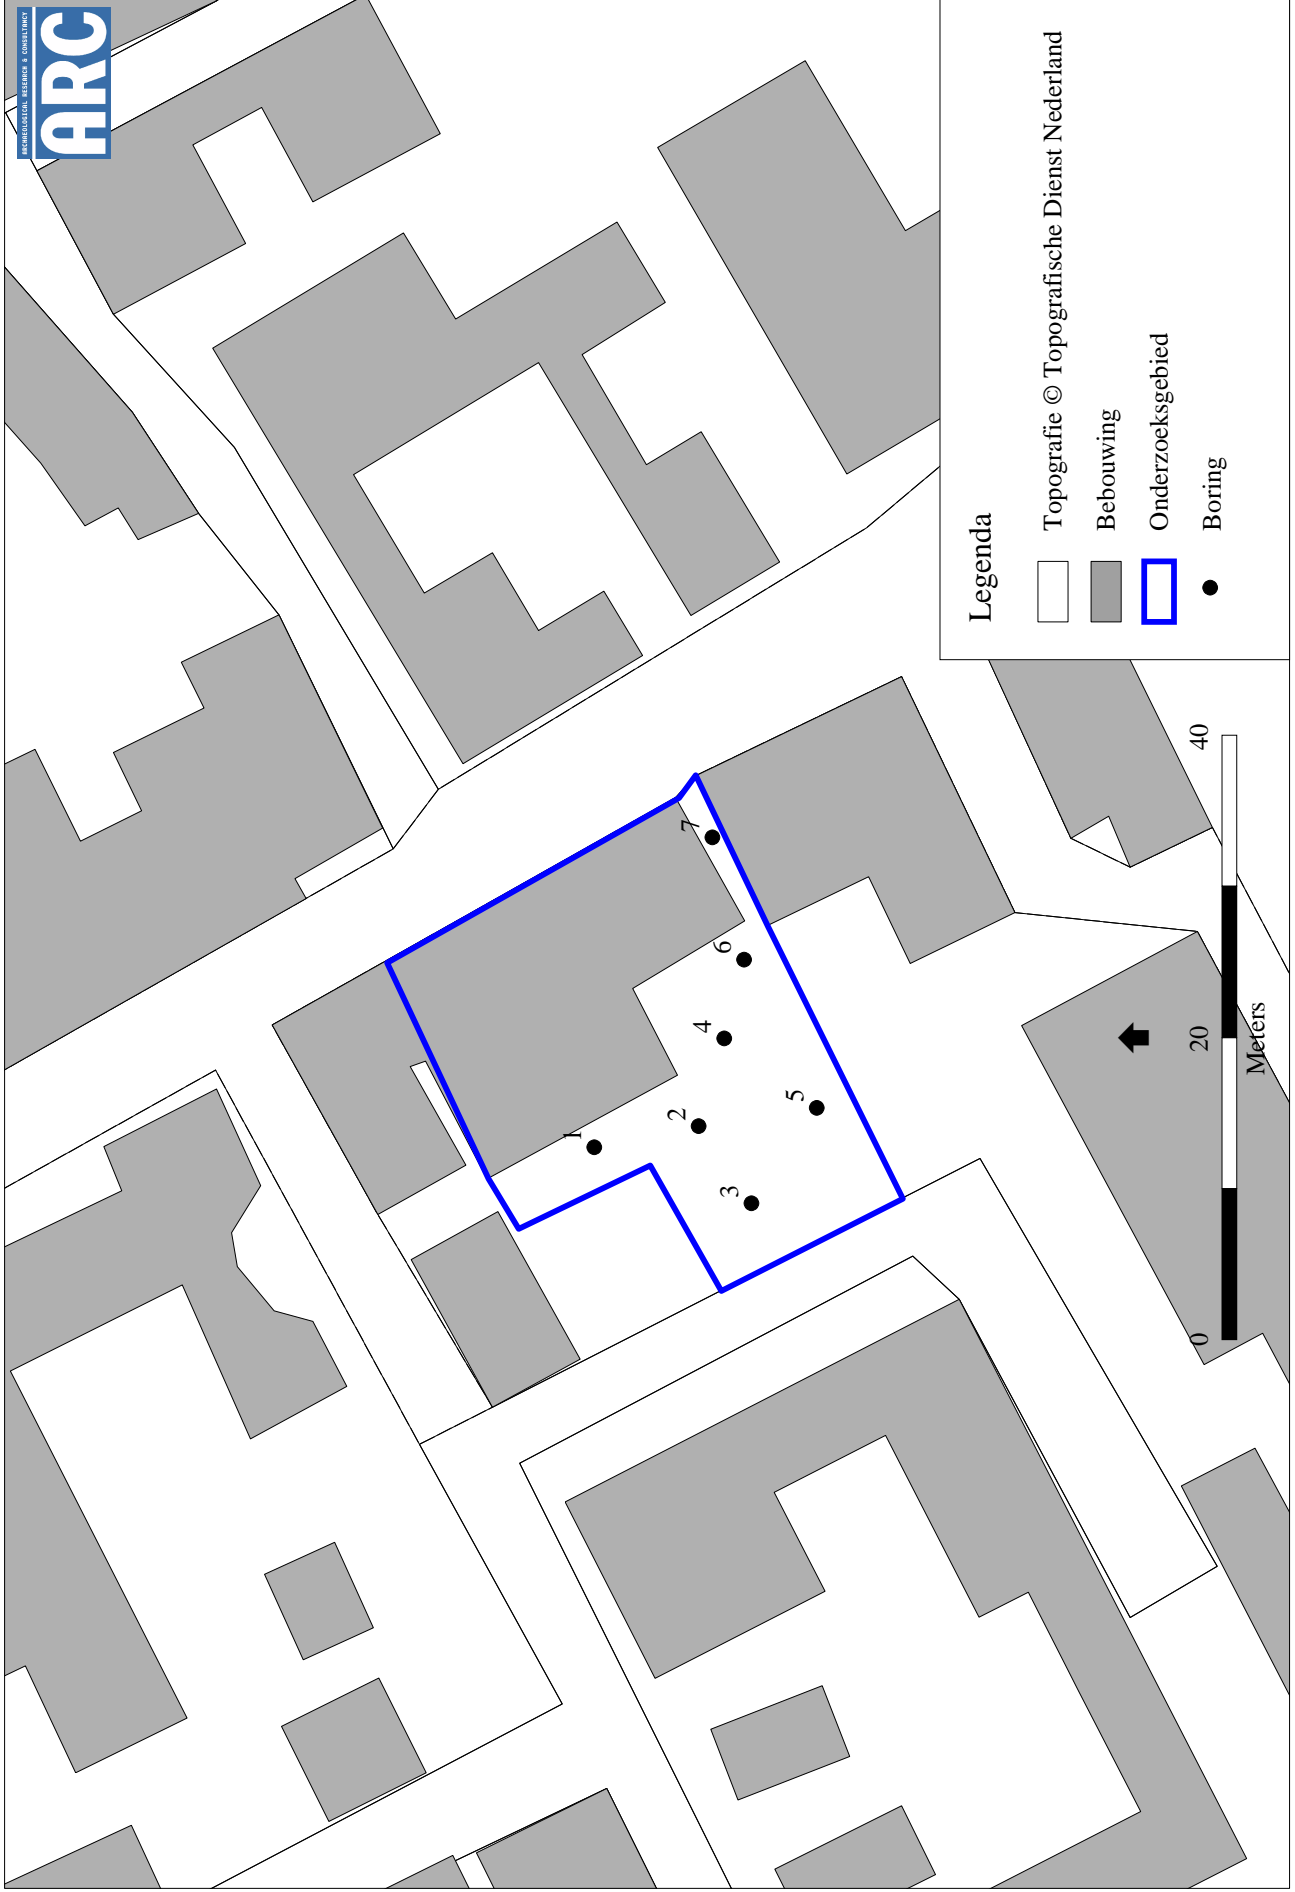 ARCHAEOLOGICAL RESEARCH & CONSULTANCY
ARC
1
2
3
4
5
6
7
Legenda
Topografie © Topografische Dienst Nederland
Bebouwing
Onderzoeksgebied
Boring
0 20 40
Meters